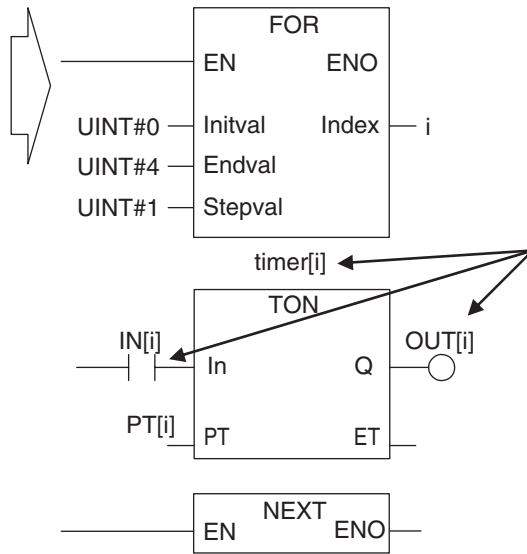 FOR
EN ENO
UINT#0 Initval Index i
UINT#4 Endval
UINT#1 Stepval
timer[i]
TON
IN[i] OUT[i]
In Q
PT[i] PT ET
NEXT
EN ENO